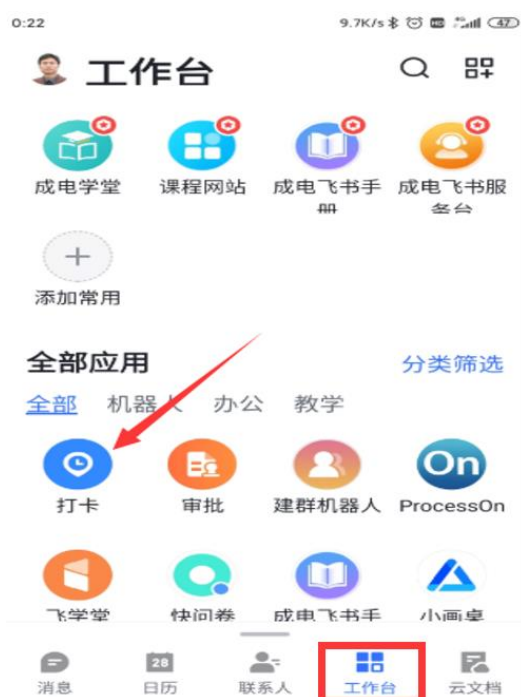 0:22 9.7K/s HD 47
工作台
成电学堂 课程网站 成电飞书手册 成电飞书服务台
添加常用
全部应用 分类筛选
全部 机器人 办公 教学
On
打卡 审批 建群机器人 ProcessOn
飞学堂 快问卷 成电飞书手 小画桌
28
消息 日历 联系人 工作台 云文档